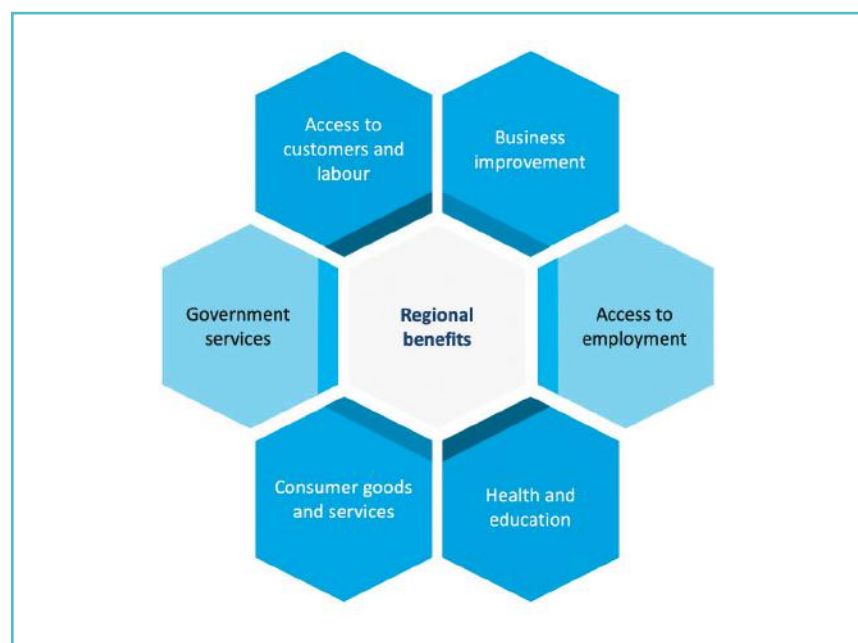 Access to
customers and
labour
Business
improvement
Government
services
Regional
benefits
Access to
employment
Consumer goods
and services
Health and
education